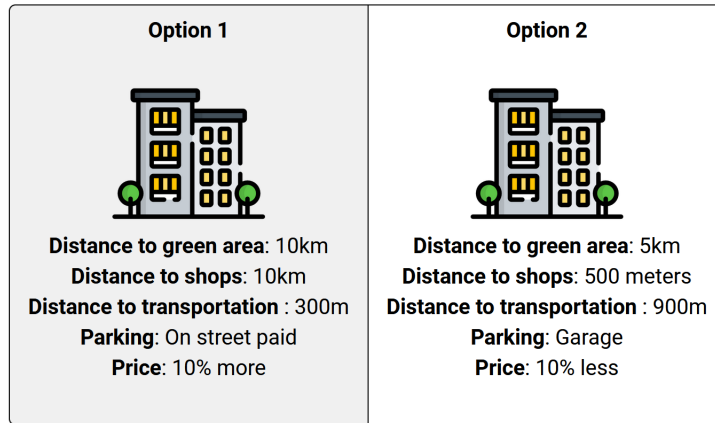 Option 1
Distance to green area: 10km
Distance to shops: 10km
Distance to transportation : 300m
Parking: On street paid
Price: 10% more
Option 2
Distance to green area: 5km
Distance to shops: 500 meters
Distance to transportation : 900m
Parking: Garage
Price: 10% less